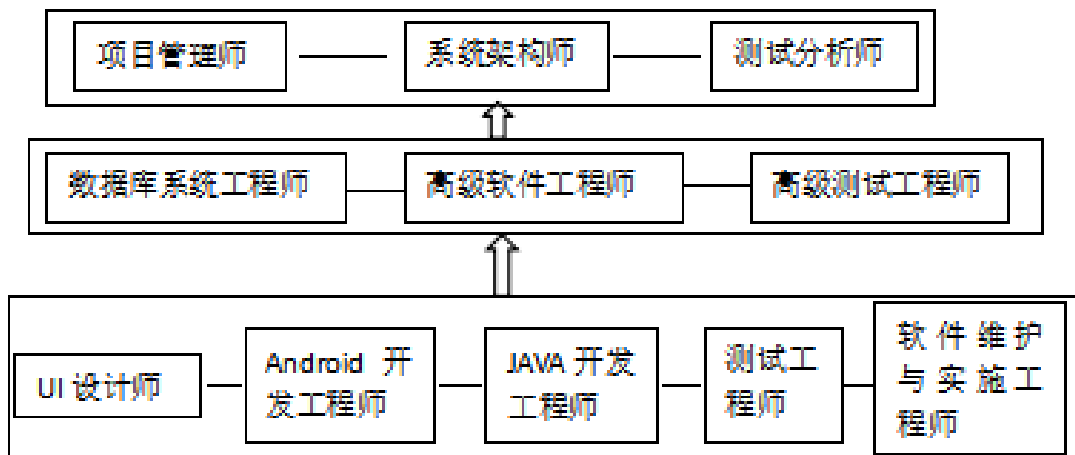 项目管理师
系统架构师
测试分析师
数据库系统工程师
高级软件工程师
高级测试工程师
UI 设计师
Android 开
发工程师
JAVA 开发
工程师
测试工
程师
软件维护
与实施工
程师